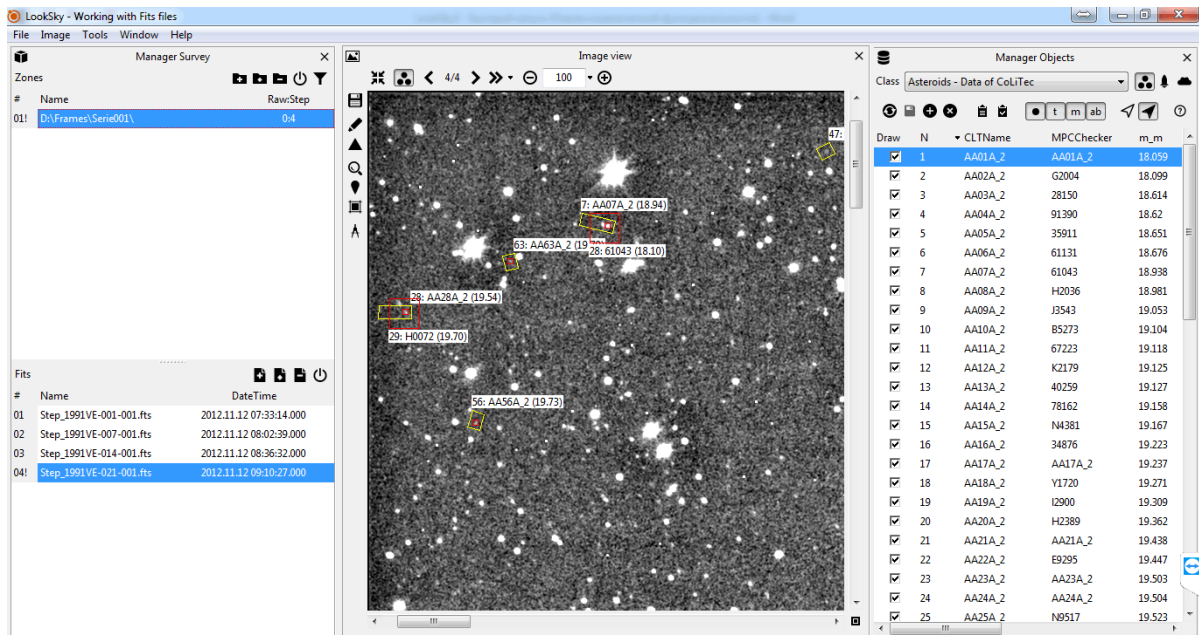 LookSky - Working with Fits files
File Image Tools Window Help
Manager Survey
Zones
# Name Raw:Step
01! D:\Frames\Serie001\ 0:4
Fits
# Name DateTime
01 Step_1991VE-001-001.fts 2012.11.12 07:33:14.000
02 Step_1991VE-007-001.fts 2012.11.12 08:02:39.000
03 Step_1991VE-014-001.fts 2012.11.12 08:36:32.000
04! Step_1991VE-021-001.fts 2012.11.12 09:10:27.000
Image view
4/4 100
47:
7: AA07A_2 (18.94)
63: AA63A_2 (19
28: 61043 (18.10)
28: AA28A_2 (19.54)
29: H0072 (19.70)
56: AA56A_2 (19.73)
Manager Objects
Class Asteroids - Data of CoLiTec
t m ab
Draw N CLTName MPCChecker m_m
1 AA01A_2 AA01A_2 18.059
2 AA02A_2 G2004 18.099
3 AA03A_2 28150 18.614
4 AA04A_2 91390 18.62
5 AA05A_2 35911 18.651
6 AA06A_2 61131 18.676
7 AA07A_2 61043 18.938
8 AA08A_2 H2036 18.981
9 AA09A_2 J3543 19.053
10 AA10A_2 B5273 19.104
11 AA11A_2 67223 19.118
12 AA12A_2 K2179 19.125
13 AA13A_2 40259 19.127
14 AA14A_2 78162 19.158
15 AA15A_2 N4381 19.167
16 AA16A_2 34876 19.223
17 AA17A_2 AA17A_2 19.237
18 AA18A_2 Y1720 19.271
19 AA19A_2 I2900 19.309
20 AA20A_2 H2389 19.362
21 AA21A_2 AA21A_2 19.438
22 AA22A_2 E9295 19.447
23 AA23A_2 AA23A_2 19.503
24 AA24A_2 AA24A_2 19.504
25 AA25A_2 N9517 19.523